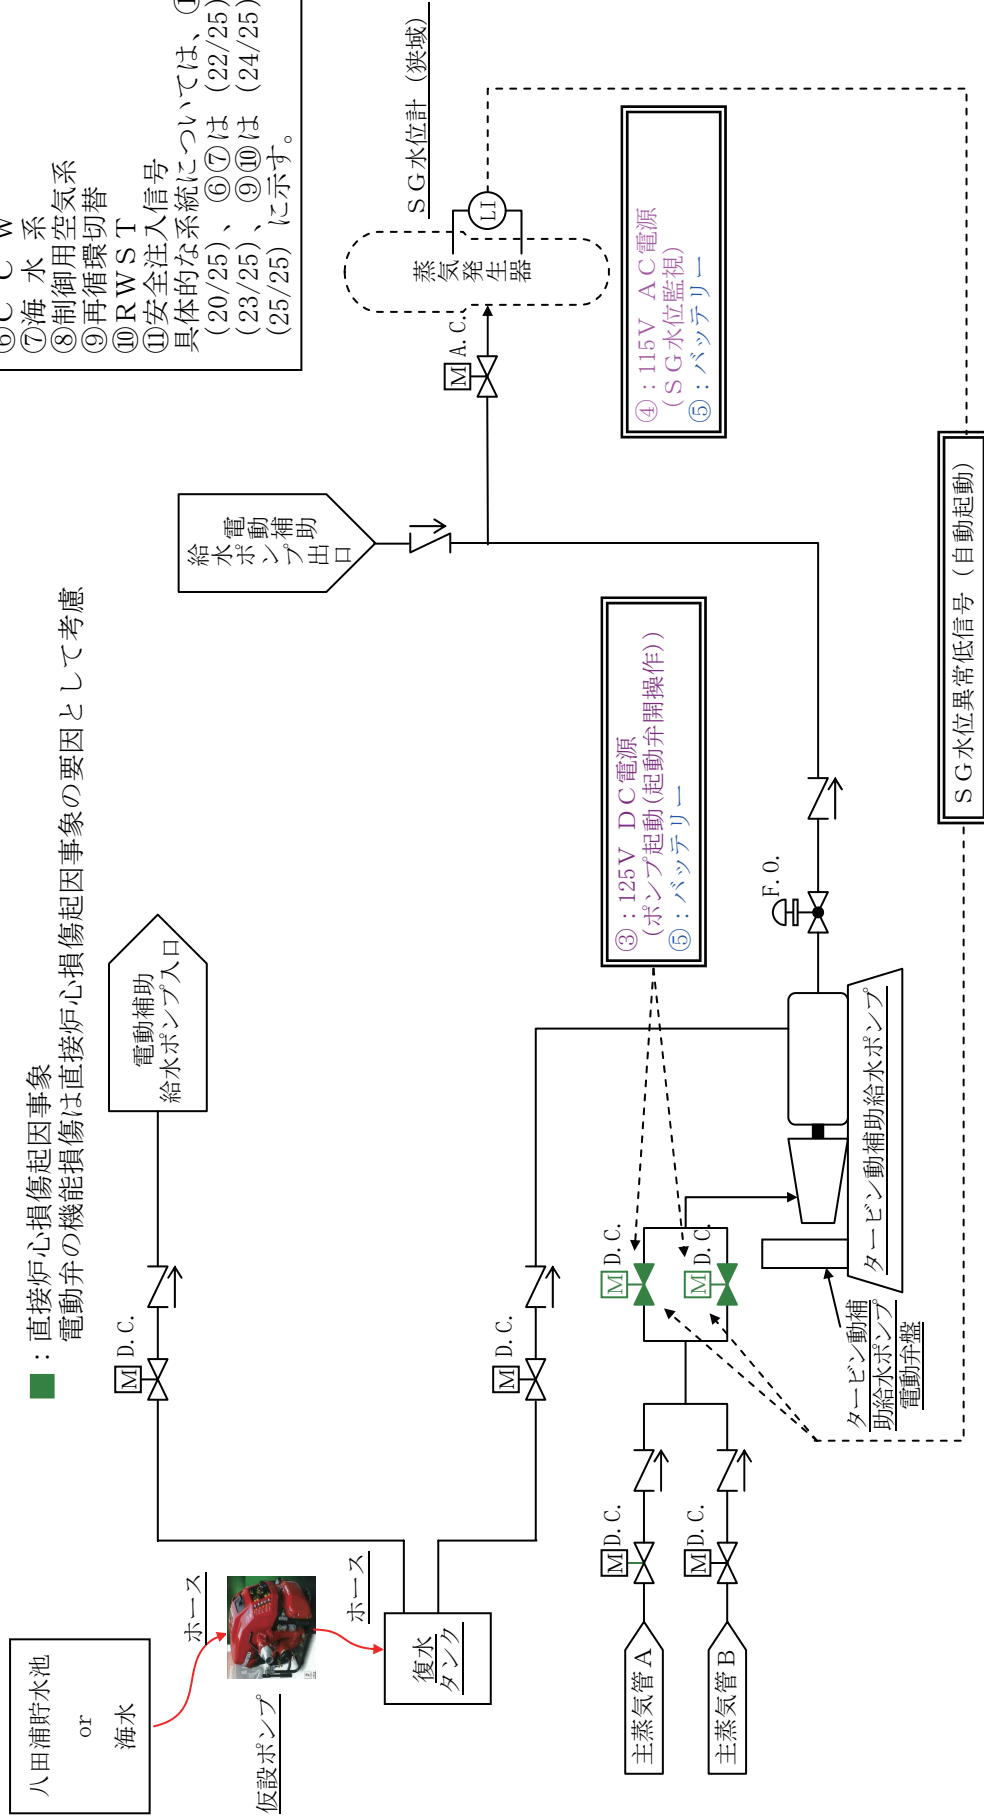 ⑥ＣＣＷ
⑦海水系
⑧制御用空気系
⑨再循環切替
⑩ＲＷＳＴ
⑪安全注入信号
具体的な系統については、①
(20/25)、⑥⑦は (22/25)
(23/25)、⑨⑩は (24/25)
(25/25) に示す。
■：直接炉心損傷起因事象
電動弁の機能損傷は直接炉心損傷起因事象の要因として考慮
八田浦貯水池
or
海水
ホース
仮設ポンプ
ホース
復水
タンク
M D.C.
電動補助
給水ポンプ入口
M D.C.
電動補助
給水ポンプ出口
M A.C.
蒸気
発生器
LI
ＳＧ水位計（狭域）
④：115V AC電源
(ＳＧ水位監視)
⑤：バッテリー
③：125V ＤＣ電源
(ポンプ起動(起動弁開操作))
⑤：バッテリー
主蒸気管Ａ
主蒸気管Ｂ
M D.C.
M D.C.
M D.C.
M D.C.
F.O.
タービン動補助給水ポンプ
タービン動補
助給水ポンプ
電動弁盤
ＳＧ水位異常低信号（自動起動）